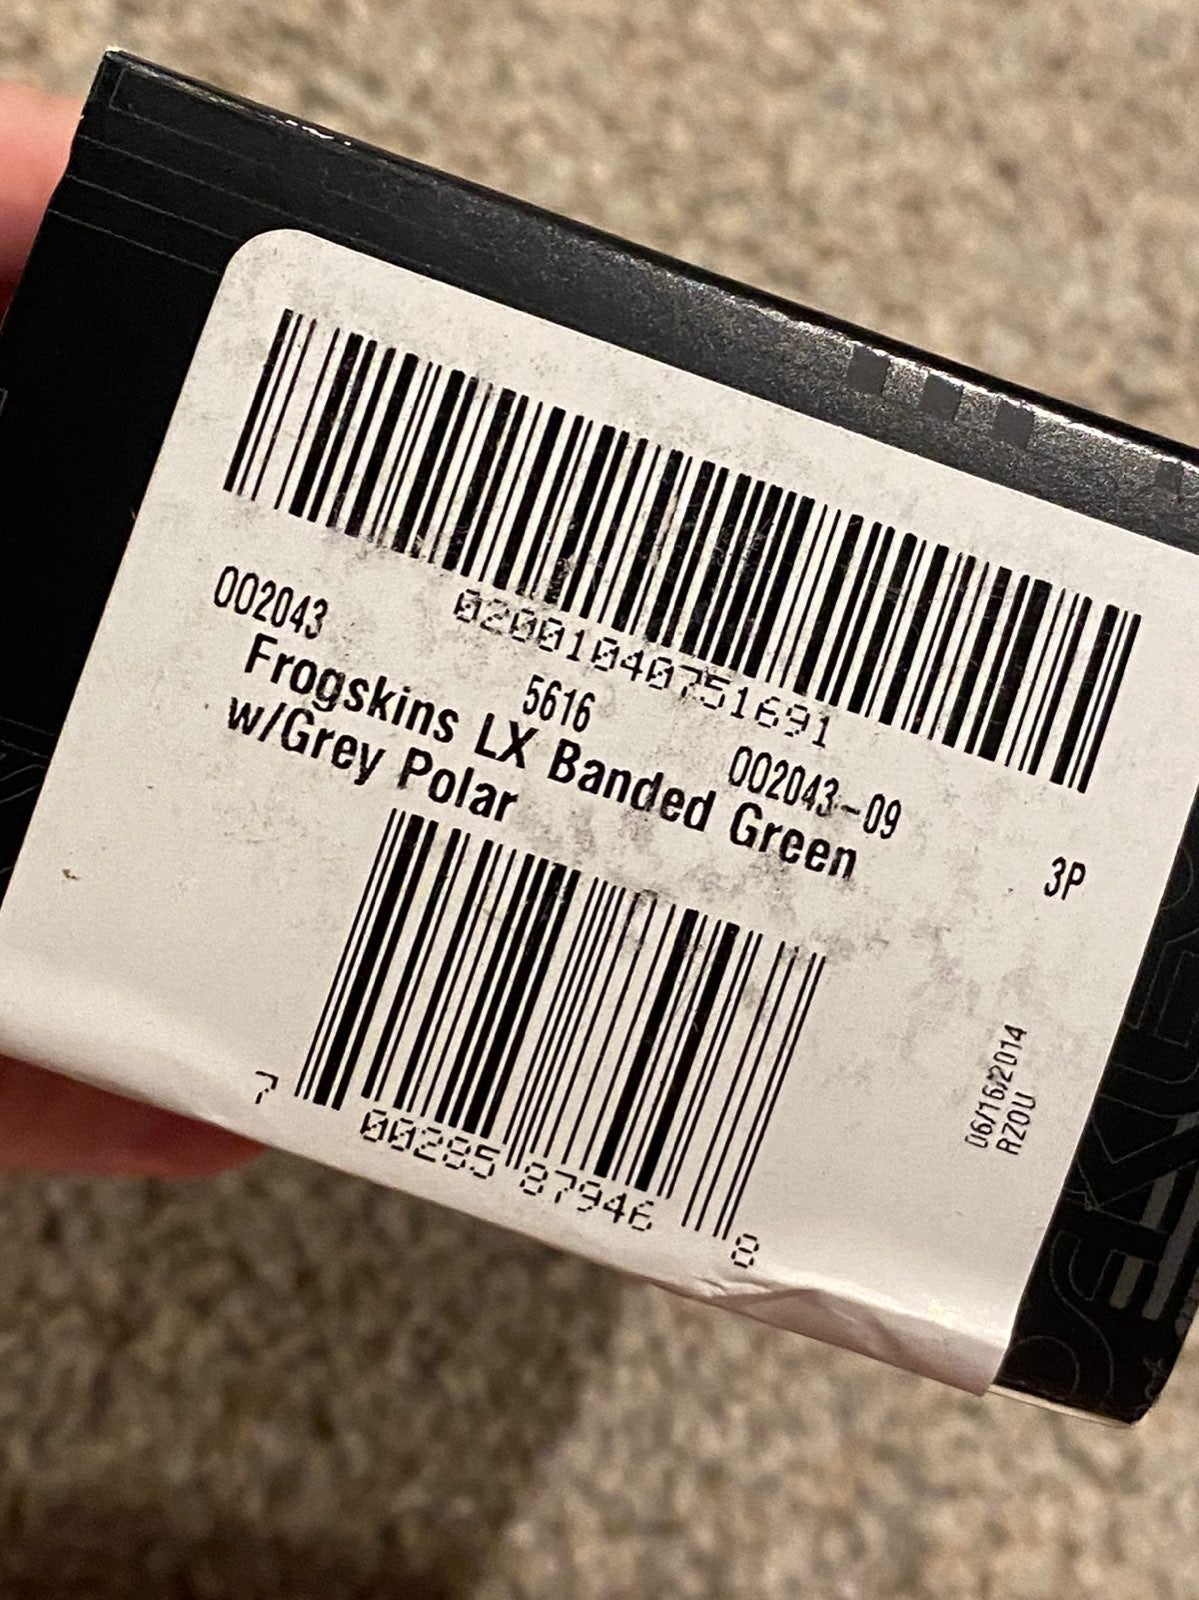 02001040751691
002043 5616 002043-09 3P
Frogskins LX Banded Green
w/Grey Polar
7 00285 87946 8
06/16/2014
RZOU